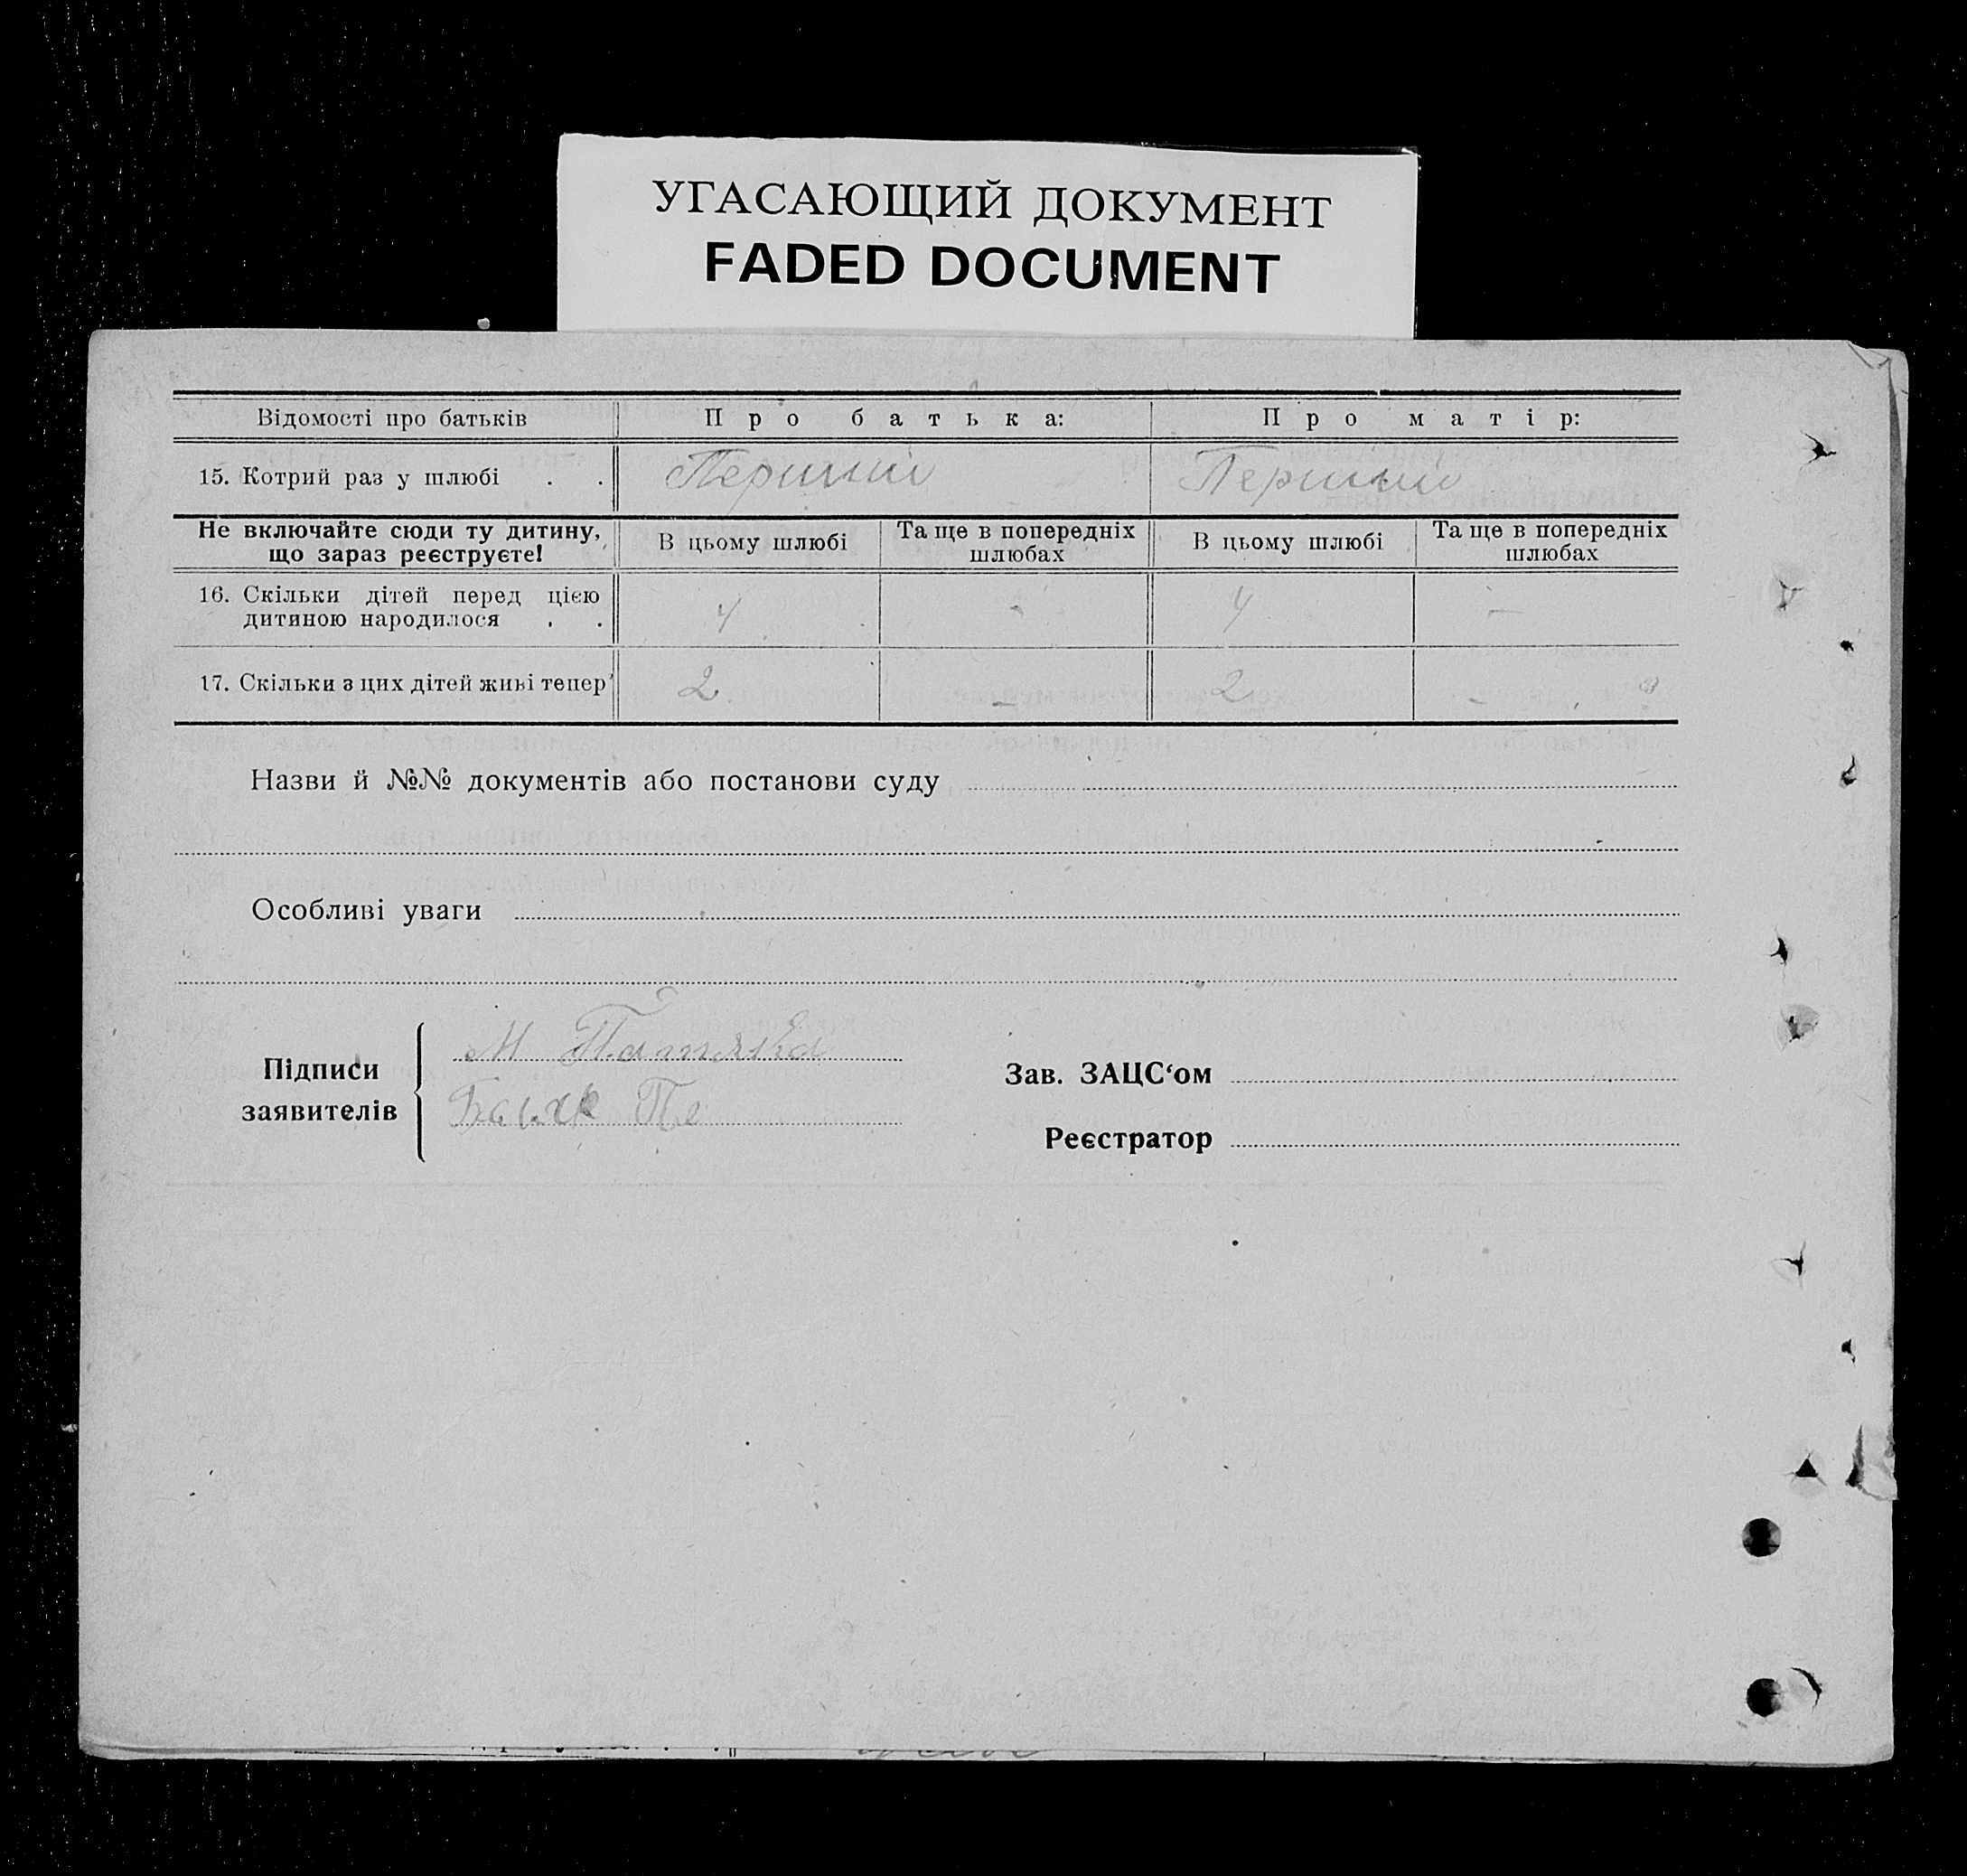 УГАСАЮЩИЙ ДОКУМЕНТ
FADED DOCUMENT
Відомості про батьків Про батька: Про матір:
15. Котрий раз у шлюбі . . Перший Перший
Не включайте сюди ту дитину, що зараз реєструєте! В цьому шлюбі Та ще в попередніх шлюбах В цьому шлюбі Та ще в попередніх шлюбах
16. Скільки дітей перед цією
дитиною народилося . . 4 - 4 —
17. Скільки з цих дітей живі тепер 2 - 2 -
Назви й №№ документів або постанови суду
Особливі уваги
Підписи
заявителів
М
Зав. ЗАЦС‘ом
Реєстратор